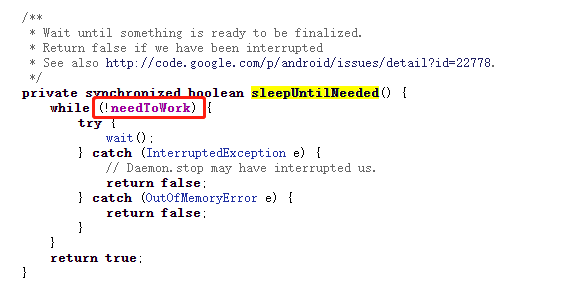 /**
 * Wait until something is ready to be finalized.
 * Return false if we have been interrupted
 * See also http://code.google.com/p/android/issues/detail?id=22778.
 */
private synchronized boolean sleepUntilNeeded() {
    while (!needToWork) {
        try {
            wait();
        } catch (InterruptedException e) {
            // Daemon.stop may have interrupted us.
            return false;
        } catch (OutOfMemoryError e) {
            return false;
        }
    }
    return true;
}